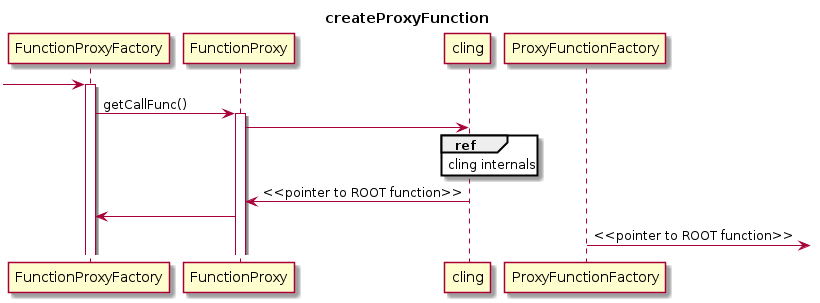 createProxyFunction
FunctionProxyFactory
FunctionProxy
cling
ProxyFunctionFactory
getCallFunc()
ref
cling internals
<<pointer to ROOT function>>
<<pointer to ROOT function>>
FunctionProxyFactory
FunctionProxy
cling
ProxyFunctionFactory